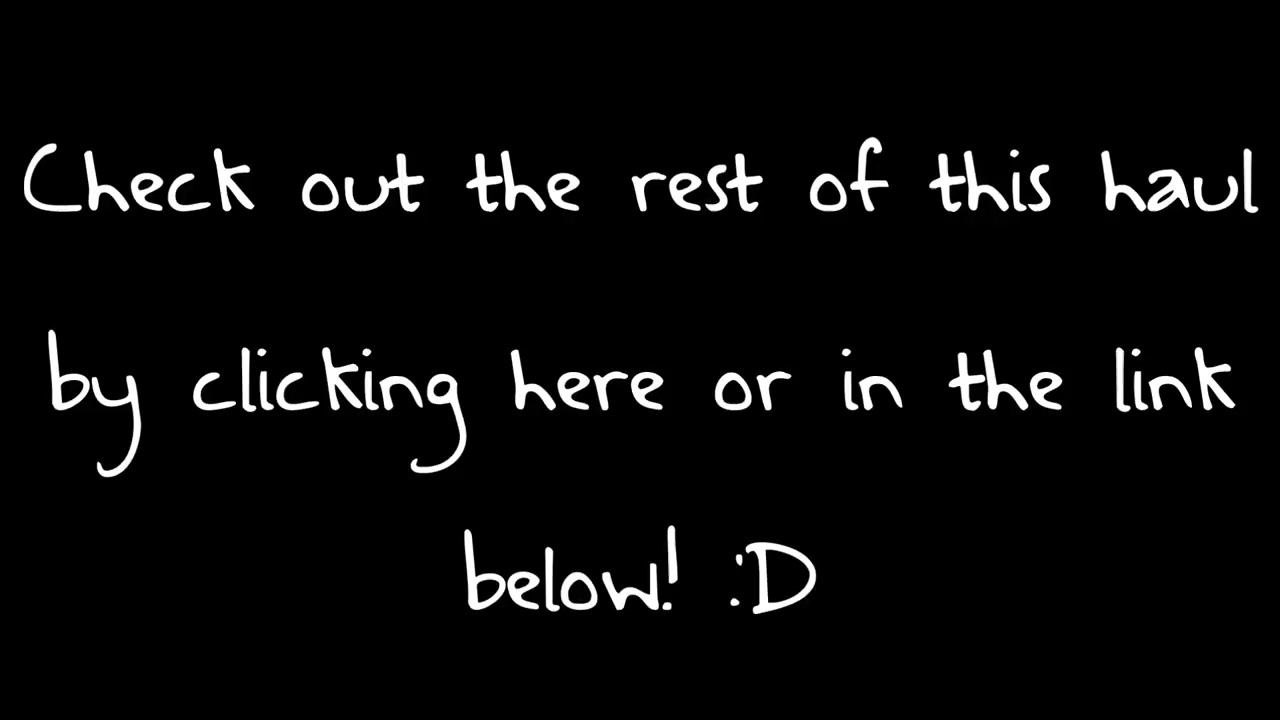 Check out the rest of this haul
by clicking here or in the link
below! :D